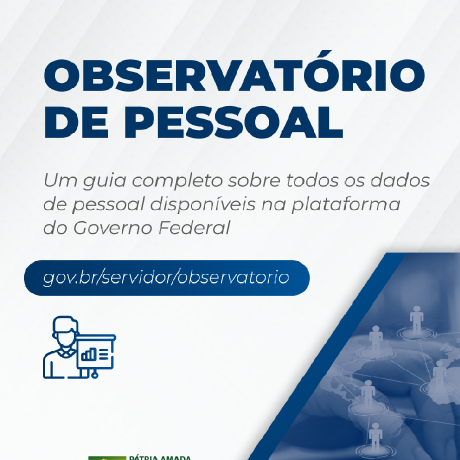 OBSERVATÓRIO
DE PESSOAL
Um guia completo sobre todos os dados
de pessoal disponíveis na plataforma
do Governo Federal
gov.br/servidor/observatorio
PÁTRIA AMADA